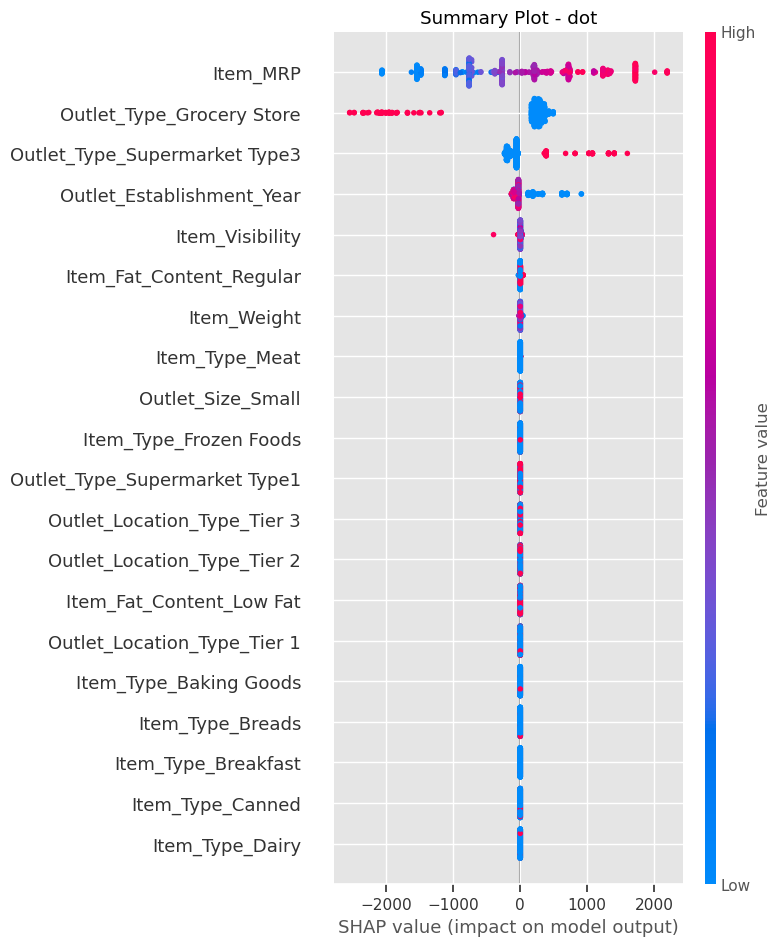 Summary Plot - dot
High
Item_MRP
Outlet_Type_Grocery Store
Outlet_Type_Supermarket Type3
Outlet_Establishment_Year
Item_Visibility
Item_Fat_Content_Regular
Item_Weight
Item_Type_Meat
Outlet_Size_Small
Item_Type_Frozen Foods
Outlet_Type_Supermarket Type1
Outlet_Location_Type_Tier 3
Outlet_Location_Type_Tier 2
Item_Fat_Content_Low Fat
Outlet_Location_Type_Tier 1
Item_Type_Baking Goods
Item_Type_Breads
Item_Type_Breakfast
Item_Type_Canned
Item_Type_Dairy
Feature value
Low
−2000 −1000 0 1000 2000
SHAP value (impact on model output)